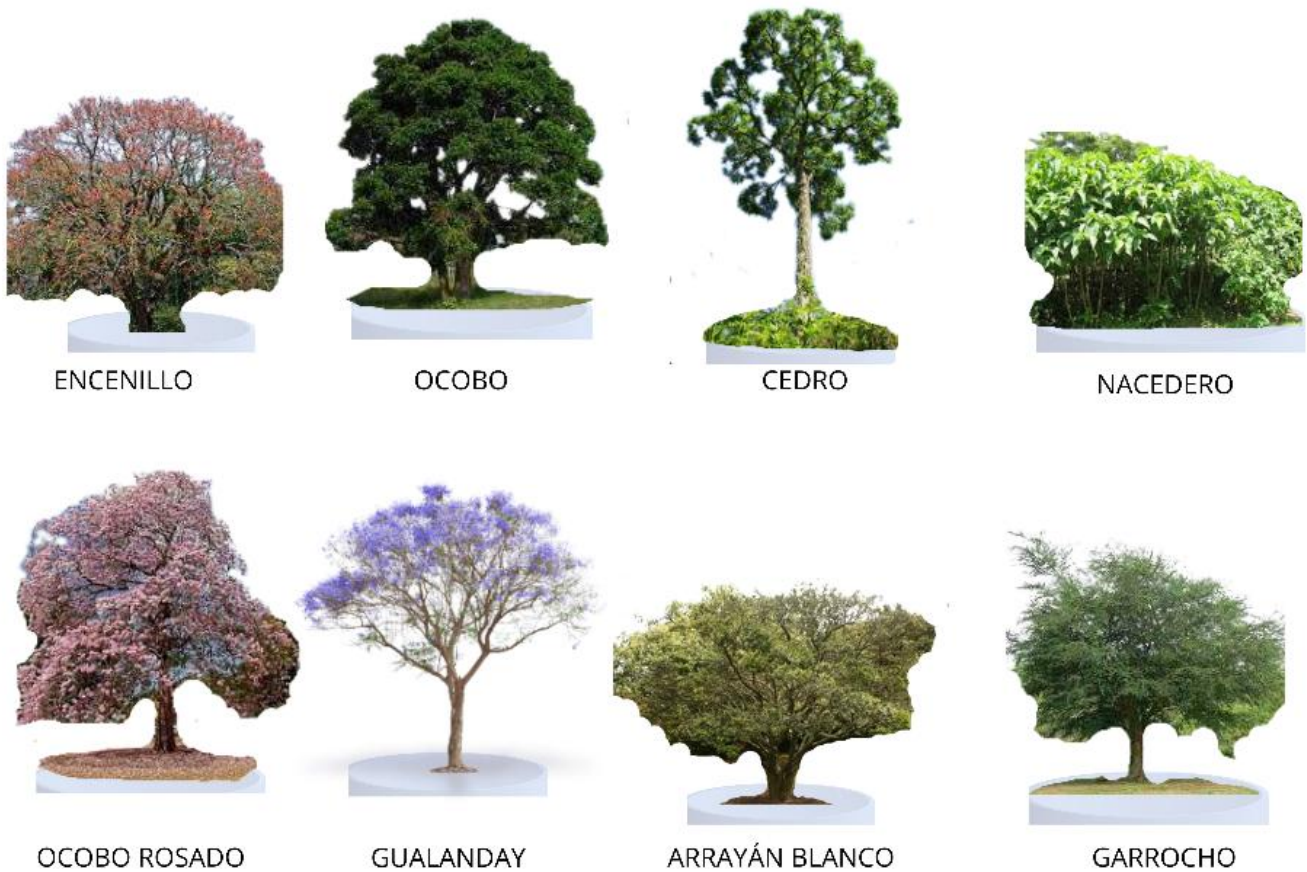 ENCENILLO
OCOBO
CEDRO
NACEDERO
OCOBO ROSADO
GUALANDAY
ARRAYÁN BLANCO
GARROCHO